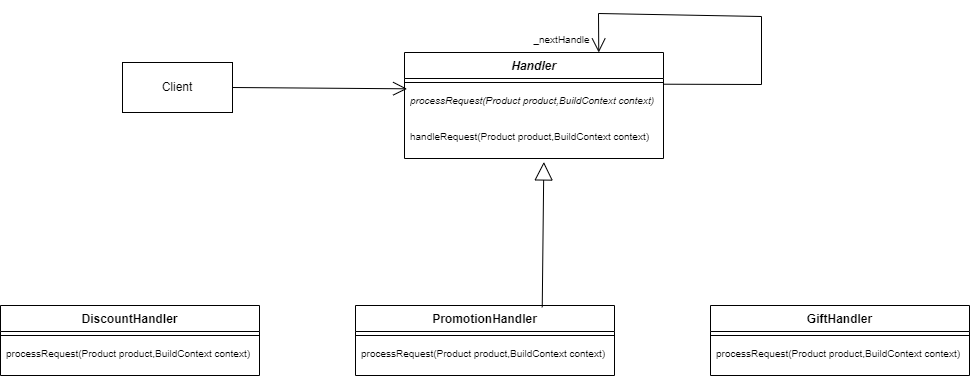 _nextHandle
Handler
Client
processRequest(Product product,BuildContext context)
handleRequest(Product product,BuildContext context)
DiscountHandler
PromotionHandler
GiftHandler
processRequest(Product product,BuildContext context)
processRequest(Product product,BuildContext context)
processRequest(Product product,BuildContext context)